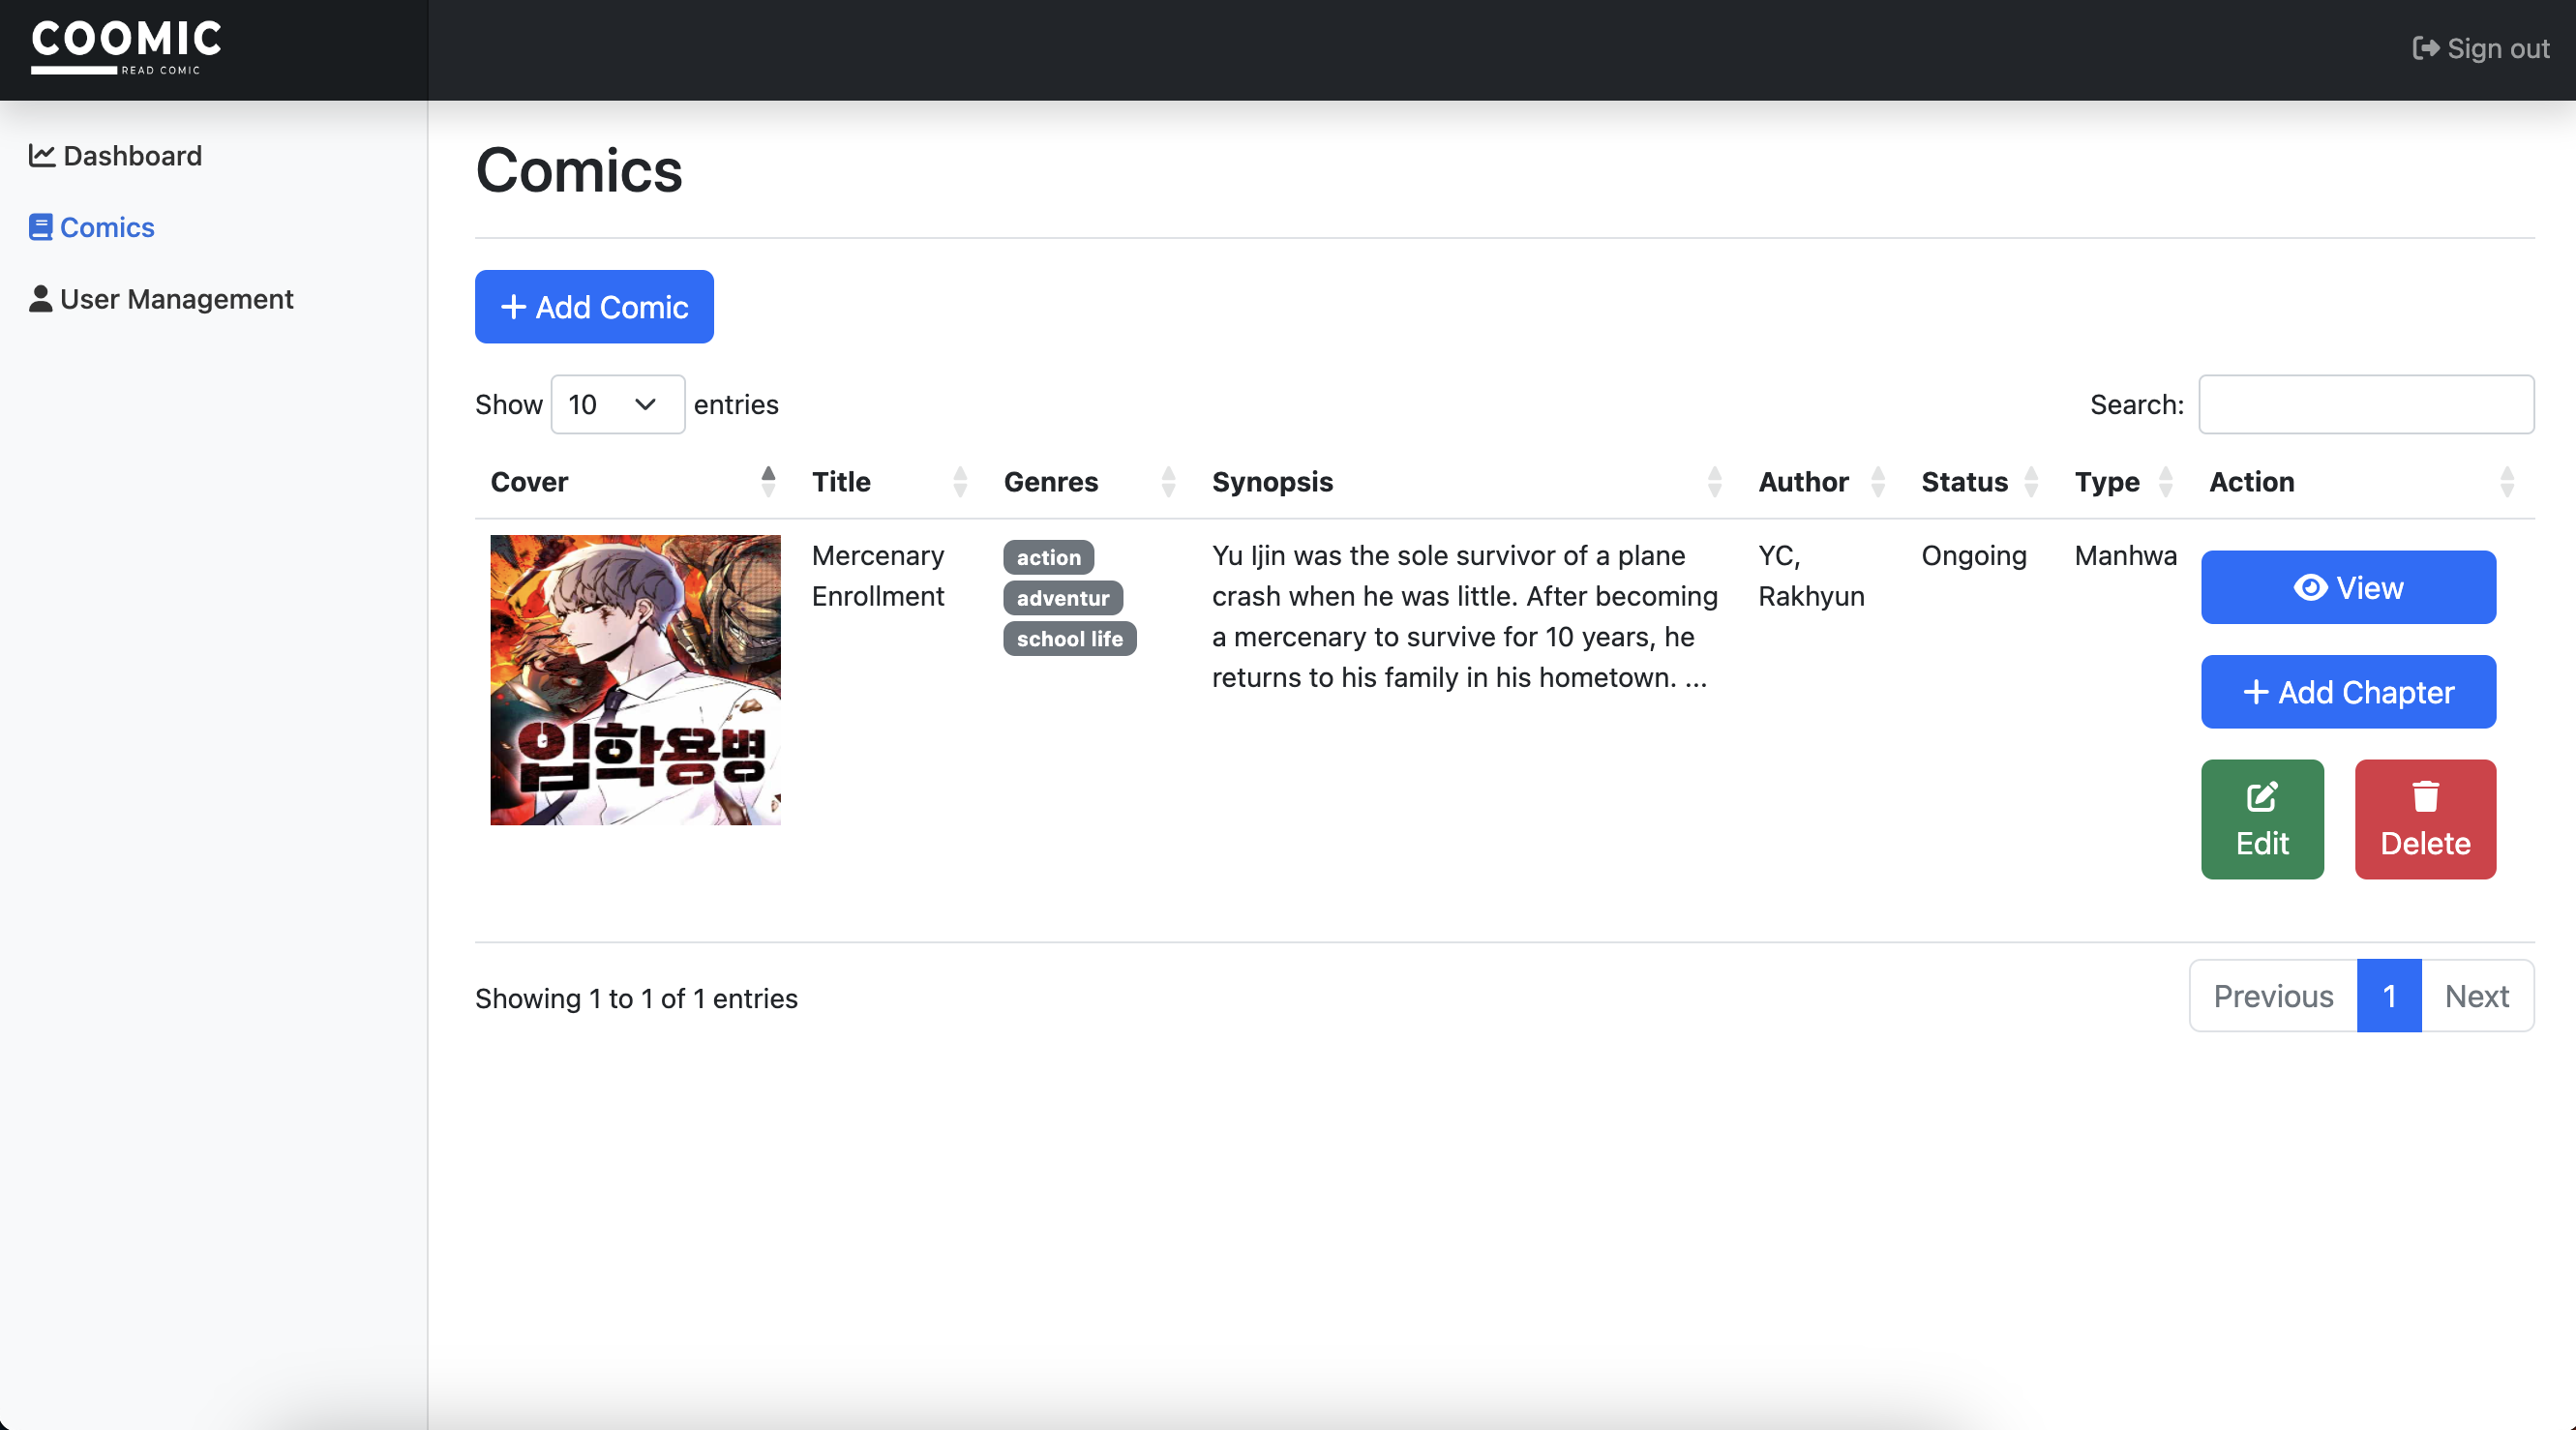 COOMIC
READ COMIC
Sign out
Dashboard
Comics
User Management
Comics
+ Add Comic
Show 10 entries
Search:
Cover Title Genres Synopsis Author Status Type Action
입학용병
Mercenary
Enrollment
action
adventur
school life
Yu Ijin was the sole survivor of a plane
crash when he was little. After becoming
a mercenary to survive for 10 years, he
returns to his family in his hometown. ...
YC,
Rakhyun
Ongoing
Manhwa
View
+ Add Chapter
Edit
Delete
Showing 1 to 1 of 1 entries
Previous 1 Next